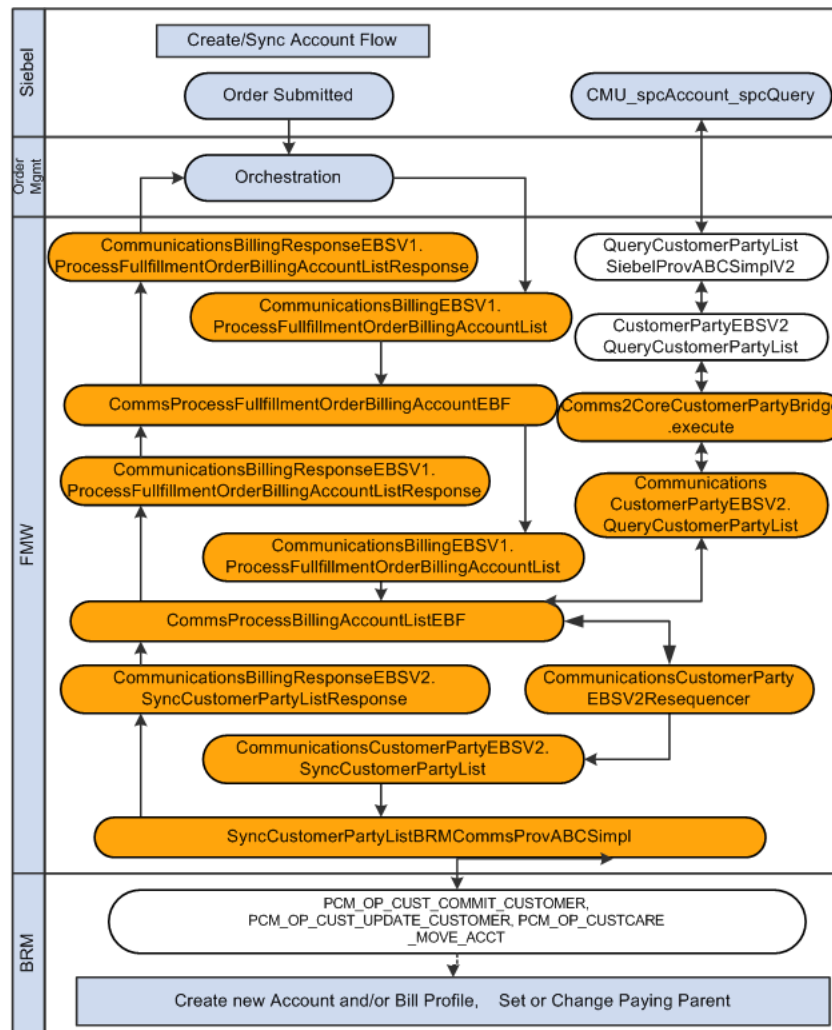 Siebel
Create/Sync Account Flow
Order Submitted
CMU_spcAccount_spcQuery
Order
Mgmt
Orchestration
FMW
CommunicationsBillingResponseEBSV1.
ProcessFullfillmentOrderBillingAccountListResponse
QueryCustomerPartyList
SiebelProvABCSimplV2
CommunicationsBillingEBSV1.
ProcessFullfillmentOrderBillingAccountList
CustomerPartyEBSV2
QueryCustomerPartyList
CommsProcessFullfillmentOrderBillingAccountEBF
Comms2CoreCustomerPartyBridge
.execute
CommunicationsBillingResponseEBSV1.
ProcessFullfillmentOrderBillingAccountListResponse
Communications
CustomerPartyEBSV2.
QueryCustomerPartyList
CommunicationsBillingEBSV1.
ProcessFullfillmentOrderBillingAccountList
CommsProcessBillingAccountListEBF
CommunicationsBillingResponseEBSV2.
SyncCustomerPartyListResponse
CommunicationsCustomerParty
EBSV2Resequencer
CommunicationsCustomerPartyEBSV2.
SyncCustomerPartyList
SyncCustomerPartyListBRMCommsProvABCSimpl
BRM
PCM_OP_CUST_COMMIT_CUSTOMER,
PCM_OP_CUST_UPDATE_CUSTOMER, PCM_OP_CUSTCARE
_MOVE_ACCT
Create new Account and/or Bill Profile, Set or Change Paying Parent